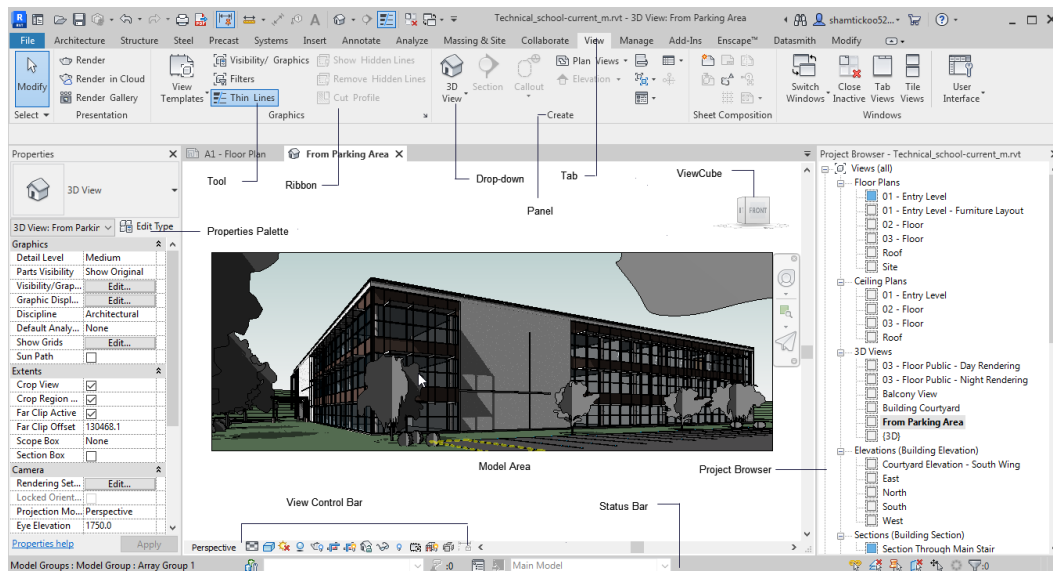 Technical_school-current_m.rvt - 3D View: From Parking Area
shamtickoo52...
File Architecture Structure Steel Precast Systems Insert Annotate Analyze Massing & Site Collaborate View Manage Add-Ins Enscape™ Datasmith Modify
Modify
Render
Render in Cloud
Render Gallery
View Templates
Visibility/ Graphics
Filters
Thin Lines
Show Hidden Lines
Remove Hidden Lines
Cut Profile
3D View
Section
Callout
Plan Views
Elevation
Switch Windows
Close Inactive Views
Tab Views
Tile Views
User Interface
Select Presentation Graphics Create Sheet Composition Windows
Properties
A1 - Floor Plan
From Parking Area
Project Browser - Technical_school-current_m.rvt
Tool
Ribbon
Drop-down
Tab
ViewCube
Panel
FRONT
3D View
3D View: From Parkir
Edit Type
Properties Palette
Graphics
Detail Level Medium
Parts Visibility Show Original
Visibility/Grap... Edit...
Graphic Displ... Edit...
Discipline Architectural
Default Analy... None
Show Grids Edit...
Sun Path
Extents
Crop View
Crop Region ...
Far Clip Active
Far Clip Offset 130468.1
Scope Box None
Section Box
Camera
Rendering Set... Edit...
Locked Orient...
Projection Mo... Perspective
Eye Elevation 1750.0
Properties help
Apply
Model Area
Project Browser
View Control Bar
Status Bar
Views (all)
Floor Plans
01 - Entry Level
01 - Entry Level - Furniture Layout
02 - Floor
03 - Floor
Roof
Site
Ceiling Plans
01 - Entry Level
02 - Floor
03 - Floor
Roof
3D Views
03 - Floor Public - Day Rendering
03 - Floor Public - Night Rendering
Balcony View
Building Courtyard
From Parking Area
{3D}
Elevations (Building Elevation)
Courtyard Elevation - South Wing
East
North
South
West
Sections (Building Section)
Section Through Main Stair
Perspective
Model Groups : Model Group : Array Group 1
:0
Main Model
:0